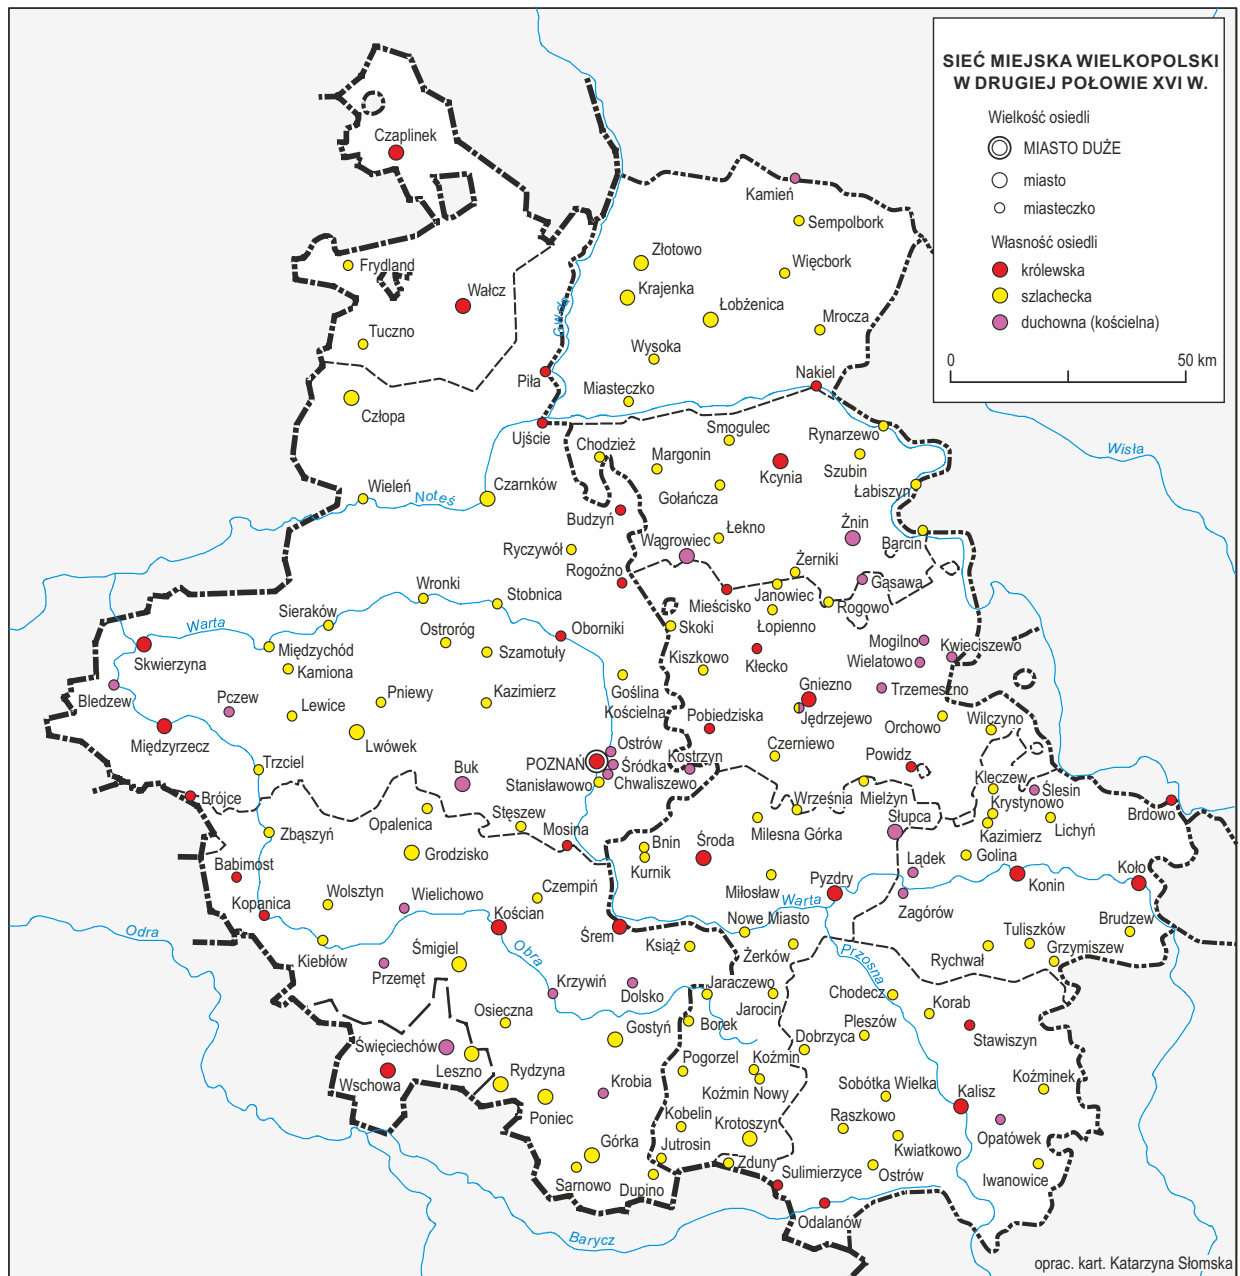 SIEĆ MIEJSKA WIELKOPOLSKI
W DRUGIEJ POŁOWIE XVI W.
Wielkość osiedli
MIASTO DUŻE
miasto
miasteczko
Własność osiedli
królewska
szlachecka
duchowna (kościelna)
0 50 km
Czaplinek
Kamień
Sempolbork
Złotowo
Więcbork
Frydland
Krajenka
Wałcz
Łobżenica
Gwda
Mrocza
Tuczno
Wysoka
Piła
Nakiel
Miasteczko
Człopa
Smogulec
Rynarzewo
Ujście
Chodzież
Margonin
Szubin
Wisła
Kcynia
Wieleń
Noteś
Czarnków
Gołańcza
Łabiszyn
Budzyń
Łekno
Żnin
Ryczywół
Wągrowiec
Barcin
Rogoźno
Żerniki
Gąsawa
Wronki
Stobnica
Mieścisko
Janowiec
Rogowo
Sieraków
Warta
Ostroróg
Oborniki
Skoki
Łopienno
Mogilno
Kwieciszewo
Skwierzyna
Międzychód
Szamotuły
Kiszkowo
Kłecko
Wielatowo
Kamiona
Bledzew
Pczew
Pniewy
Kazimierz
Goślina
Kościelna
Gniezno
Trzemeszno
Lewice
Jędrzejewo
Orchowo
Wilczyno
Międzyrzecz
Lwówek
Pobiedziska
Czerniewo
Powidz
Trzciel
Buk
POZNAŃ
Ostrów
Śródka
Kostrzyn
Stanisławowo
Chwaliszewo
Kleczew
Ślesin
Brójce
Września
Mielżyn
Krystynowo
Brdowo
Opalenica
Stęszew
Milesna Górka
Słupca
Zbąszyń
Mosina
Bnin
Środa
Kazimierz
Lichyń
Grodzisko
Kurnik
Golina
Babimost
Lądek
Wolsztyn
Wielichowo
Czempiń
Miłosław
Pyzdry
Konin
Koło
Kopanica
Kościan
Warta
Zagórów
Odra
Śrem
Nowe Miasto
Brudzew
Kiebłów
Śmigiel
Obra
Książ
Żerków
Prosna
Rychwał
Tuliszków
Grzymiszew
Przemęt
Krzywiń
Dolsko
Jaraczewo
Chodecz
Osieczna
Jarocin
Korab
Gostyń
Borek
Dobrzyca
Pleszów
Stawiszyn
Święciechów
Leszno
Rydzyna
Pogorzel
Koźmin
Wschowa
Krobia
Koźmin Nowy
Sobótka Wielka
Kalisz
Koźminek
Poniec
Kobelin
Krotoszyn
Raszkowo
Opatówek
Górka
Jutrosin
Kwiatkowo
Sarnowo
Dupino
Zduny
Sulimierzyce
Ostrów
Iwanowice
Odalanów
Barycz
oprac. kart. Katarzyna Słomska